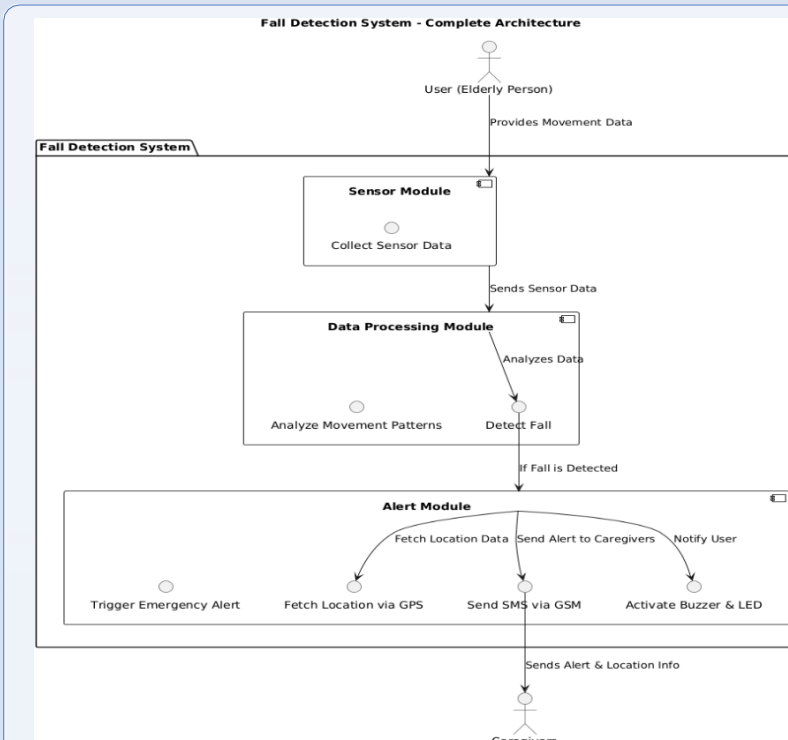 Fall Detection System - Complete Architecture
User (Elderly Person)
Provides Movement Data
Fall Detection System
Sensor Module
Collect Sensor Data
Sends Sensor Data
Data Processing Module
Analyzes Data
Analyze Movement Patterns
Detect Fall
If Fall is Detected
Alert Module
Fetch Location Data
Send Alert to Caregivers
Notify User
Trigger Emergency Alert
Fetch Location via GPS
Send SMS via GSM
Activate Buzzer & LED
Sends Alert & Location Info